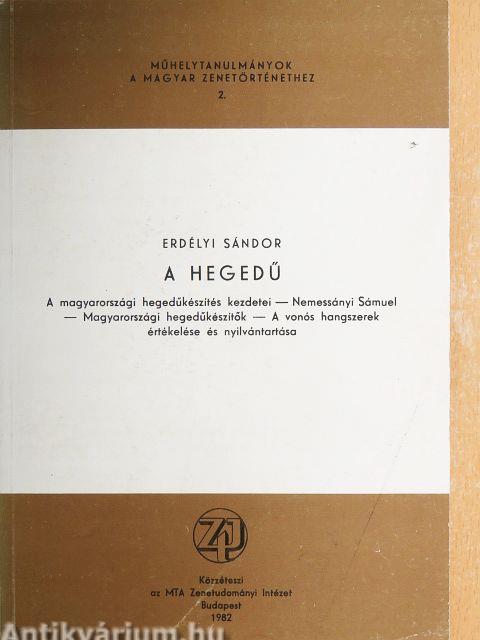 MŰHELYTANULMÁNYOK
A MAGYAR ZENETÖRTÉNETHEZ
2.
ERDÉLYI SÁNDOR
A HEGEDŰ
A magyarországi hegedűkészítés kezdetei — Nemessányi Sámuel
— Magyarországi hegedűkészítők — A vonós hangszerek
értékelése és nyilvántartása
ZTI
Közzéteszi
az MTA Zenetudományi Intézet
Budapest
1982
Antikvárium.hu